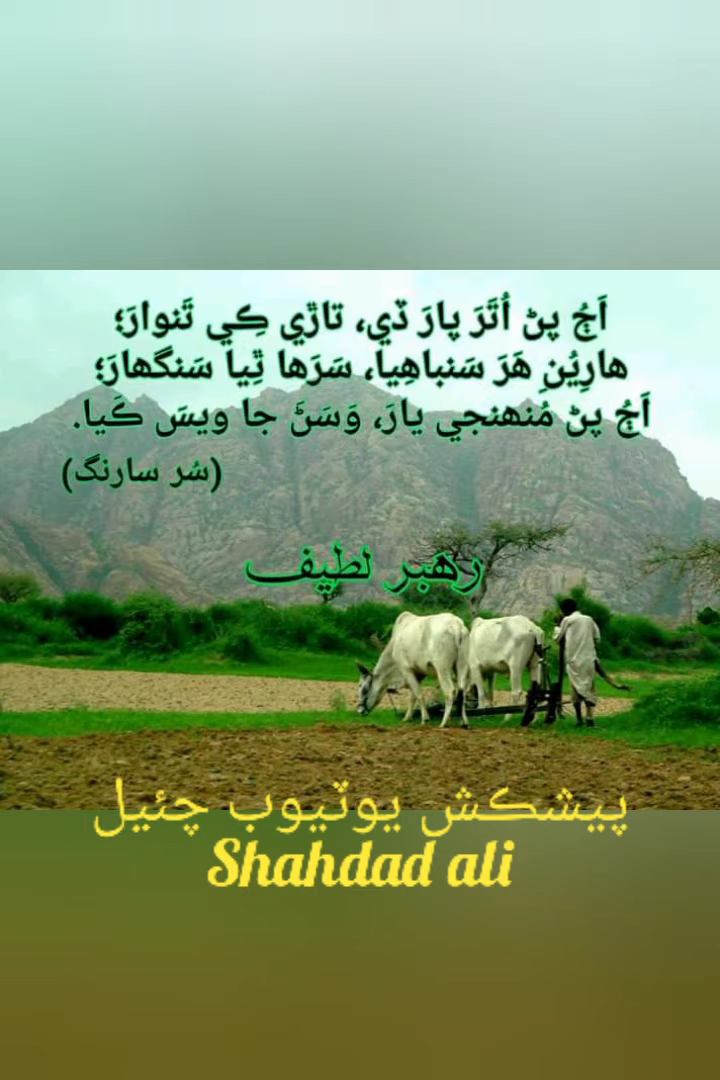 اَڄُ پڻ اُتَرَ پارَ ڏي، تاڙي ڪِي تَنوارَ؛
هارِيُنِ هَرَ سَنباهِيا، سَرَها ٿِيا سَنگهارَ؛
اَڄُ پڻ مُنهنجي يارَ، وَسَڻَ جا ويسَ ڪَيا.
(سُر سارنگ)
رهبر لطيف
پيشڪش يوٽيوب چئيل
Shahdad ali